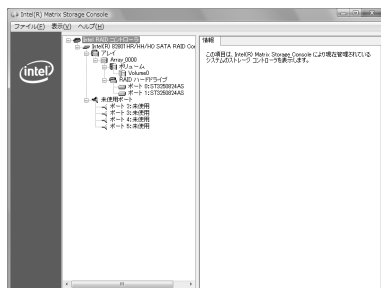 Intel(R) Matrix Storage Console
ファイル(F) 表示(V) ヘルプ(H)
intel
Intel RAID コントローラ
Intel(R) 82801HR/HH/HO SATA RAID Co
アレイ
Array_0000
ボリューム
Volume0
RAID ハードドライブ
ポート 0:ST3250824AS
ポート 1:ST3250824AS
未使用ポート
ポート 2:未使用
ポート 3:未使用
ポート 4:未使用
ポート 5:未使用
情報
この項目は、Intel(R) Matrix Storage Console により現在管理されている
システムのストレージ コントローラを表示します。